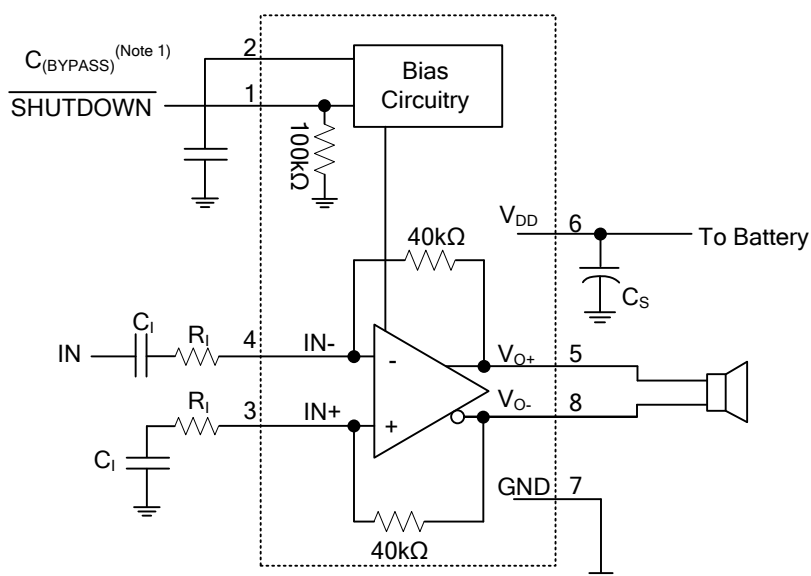 C(BYPASS)(Note 1)
2
Bias
Circuitry
SHUTDOWN
1
100kΩ
VDD
6
To Battery
40kΩ
CS
CI
RI
4
IN-
IN
-
VO+
5
RI
3
IN+
+
VO-
8
CI
GND
7
40kΩ